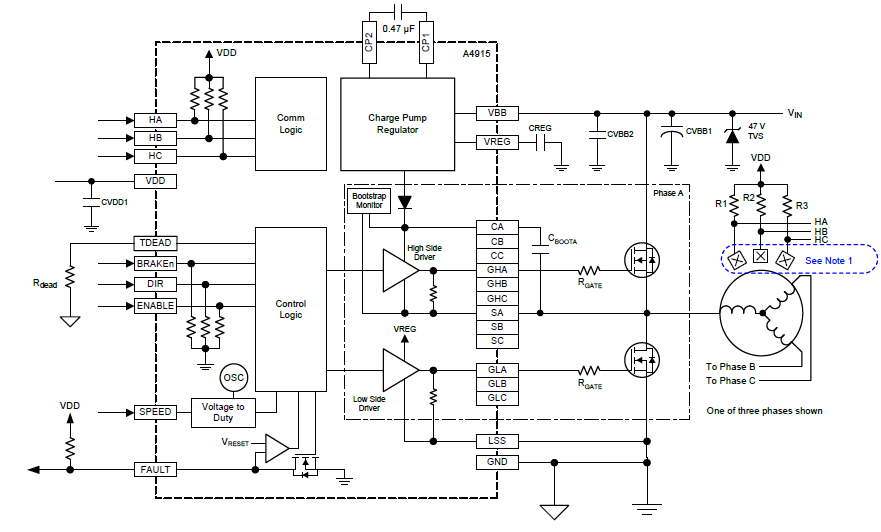 0.47 µF
CP2
CP1
A4915
VDD
Comm
Logic
Charge Pump
Regulator
HA
HB
HC
VDD
CVDD1
VBB
VREG
CREG
CVBB2
CVBB1
47 V
TVS
VIN
VDD
R1
R2
R3
HA
HB
HC
See Note 1
Phase A
Bootstrap
Monitor
High Side
Driver
CA
CB
CC
GHA
GHB
GHC
SA
SB
SC
CBOOTA
RGATE
TDEAD
BRAKEn
DIR
ENABLE
Rdead
Control
Logic
VREG
Low Side
Driver
GLA
GLB
GLC
RGATE
To Phase B
To Phase C
One of three phases shown
OSC
VDD
SPEED
Voltage to
Duty
VRESET
FAULT
LSS
GND